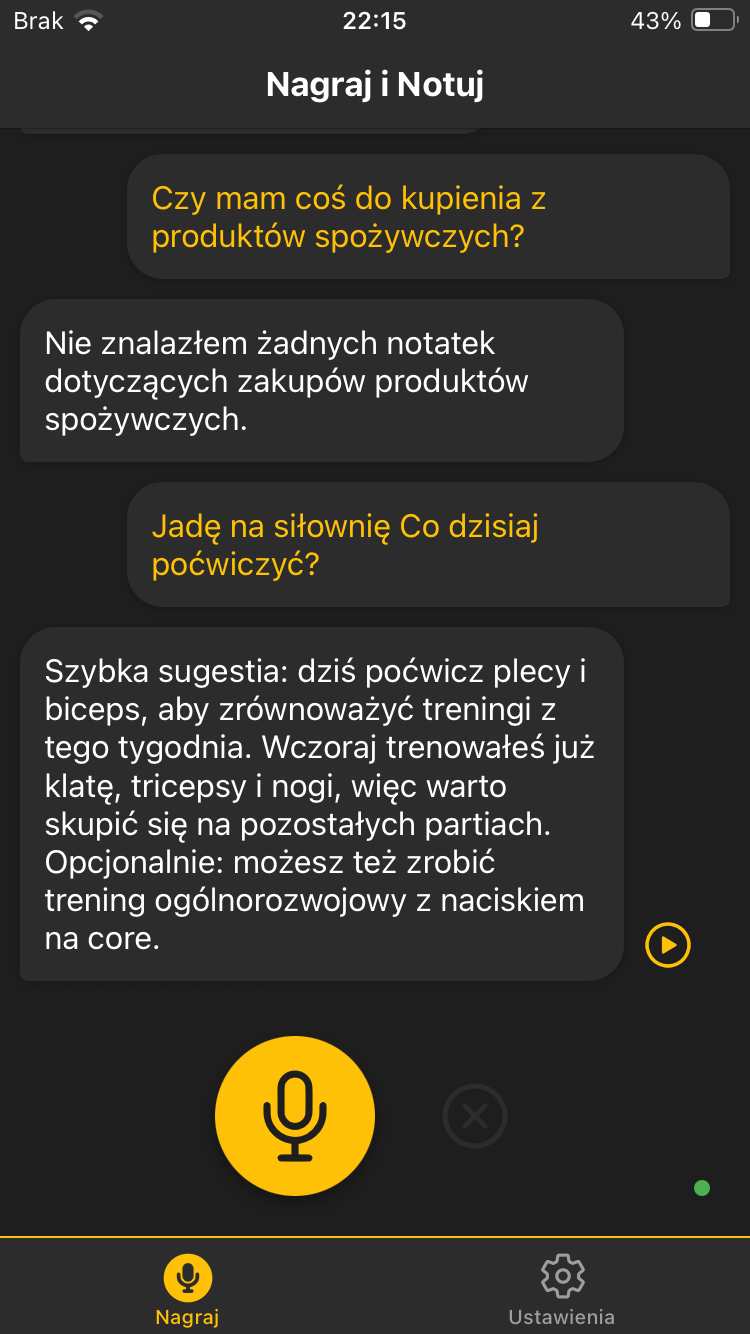 Brak
22:15
43%
Nagraj i Notuj
Czy mam coś do kupienia z
produktów spożywczych?
Nie znalazłem żadnych notatek
dotyczących zakupów produktów
spożywczych.
Jadę na siłownię Co dzisiaj
poćwiczyć?
Szybka sugestia: dziś poćwicz plecy i
biceps, aby zrównoważyć treningi z
tego tygodnia. Wczoraj trenowałeś już
klatę, tricepsy i nogi, więc warto
skupić się na pozostałych partiach.
Opcjonalnie: możesz też zrobić
trening ogólnorozwojowy z naciskiem
na core.
Nagraj
Ustawienia